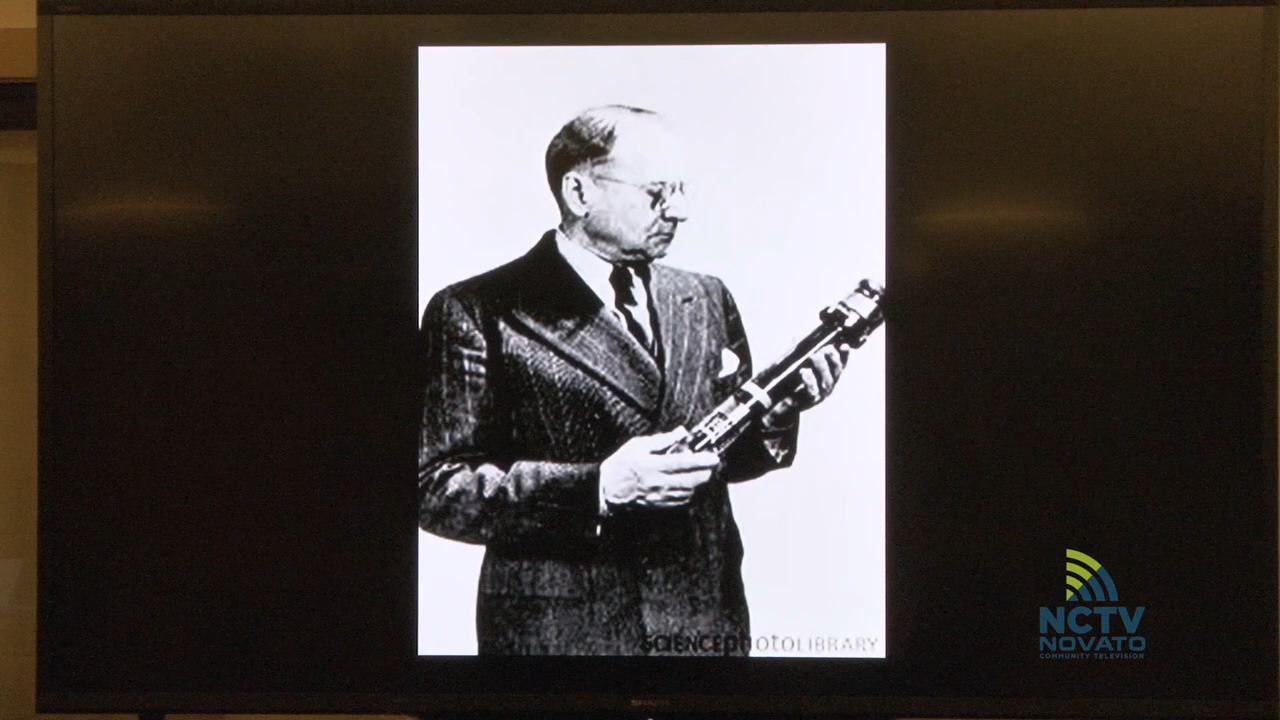 SCIENCEphotoLIBRARY
NCTV
NOVATO
COMMUNITY TELEVISION